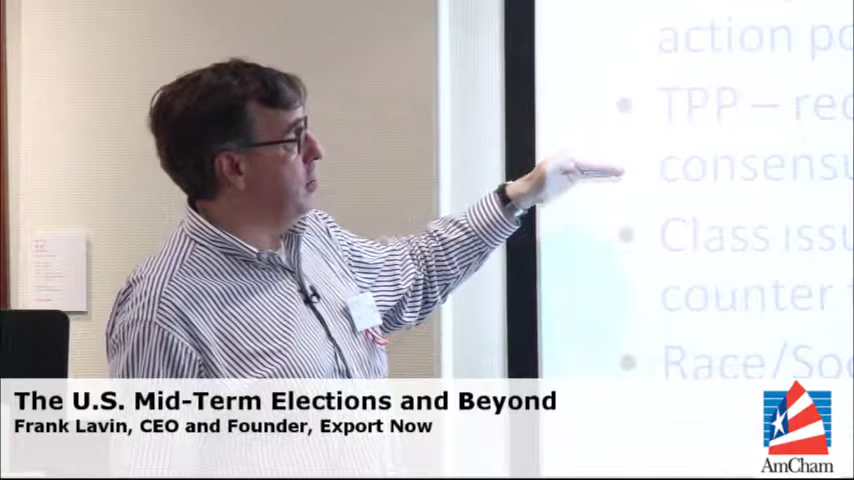 action po
• TPP – rec
consensu
• Class issu
counter t
• Race/Soc
The U.S. Mid-Term Elections and Beyond
Frank Lavin, CEO and Founder, Export Now
AmCham